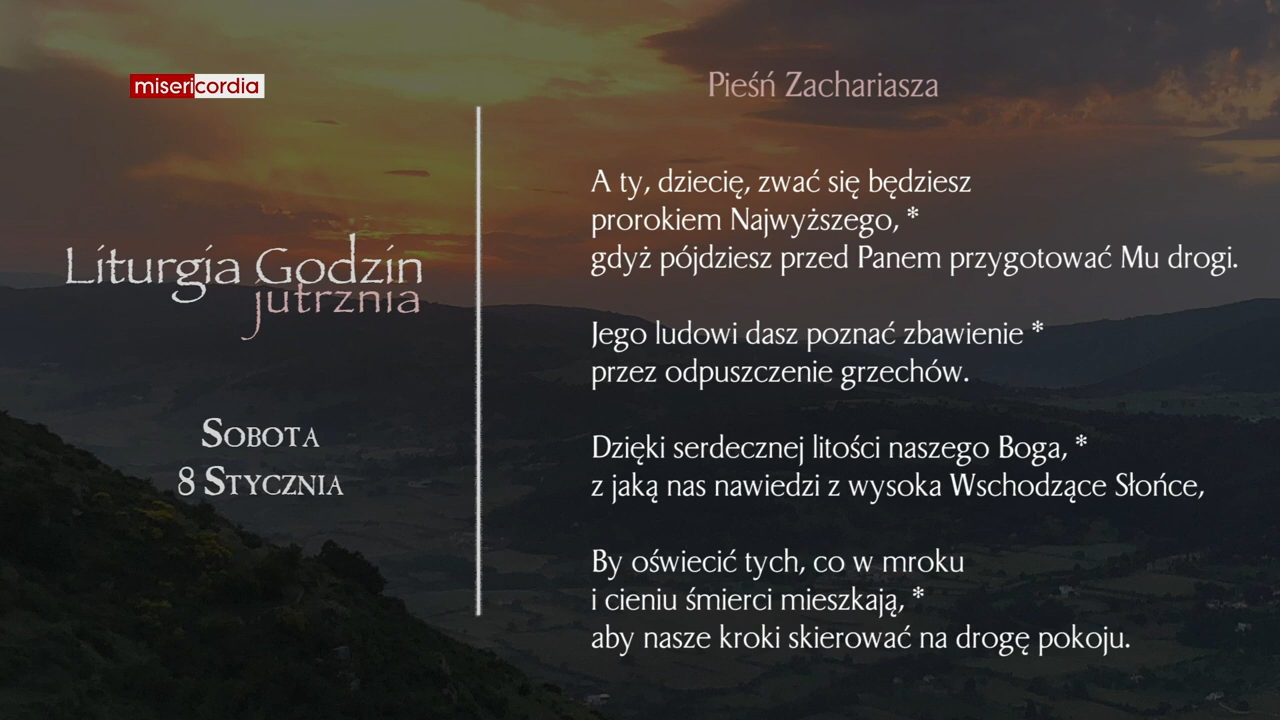 misericordia
Liturgia Godzin
jutrznia
Sobota
8 Stycznia
Pieśń Zachariasza
A ty, dziecię, zwać się będziesz
prorokiem Najwyższego, *
gdyż pójdziesz przed Panem przygotować Mu drogi.
Jego ludowi dasz poznać zbawienie *
przez odpuszczenie grzechów.
Dzięki serdecznej litości naszego Boga, *
z jaką nas nawiedzi z wysoka Wschodzące Słońce,
By oświecić tych, co w mroku
i cieniu śmierci mieszkają, *
aby nasze kroki skierować na drogę pokoju.